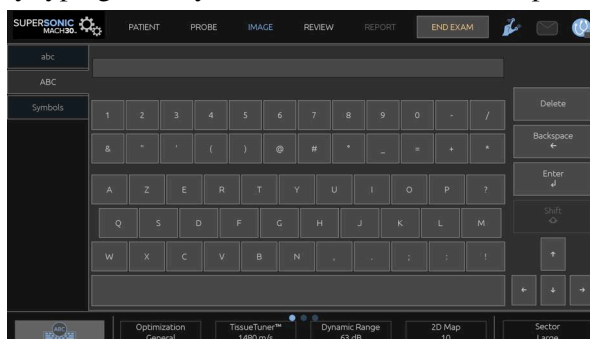 SUPERSONIC
MACH30.
PATIENT PROBE IMAGE REVIEW REPORT END EXAM
abc
ABC
Symbols
1 2 3 4 5 6 7 8 9 0 - /
& " ' ( ) @ # _ = +
A Z E R T Y U I O P ?
Q S D F G H J K L M
W X C V B N , . ; : !
Delete
Backspace
Enter
Shift
ABC
Optimization TissueTuner™ Dynamic Range 2D Map Sector
General 1480 m/s 63 dB 10 Large